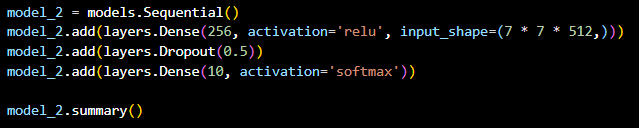 model_2 = models.Sequential()
model_2.add(layers.Dense(256, activation='relu', input_shape=(7 * 7 * 512,)))
model_2.add(layers.Dropout(0.5))
model_2.add(layers.Dense(10, activation='softmax'))
model_2.summary()